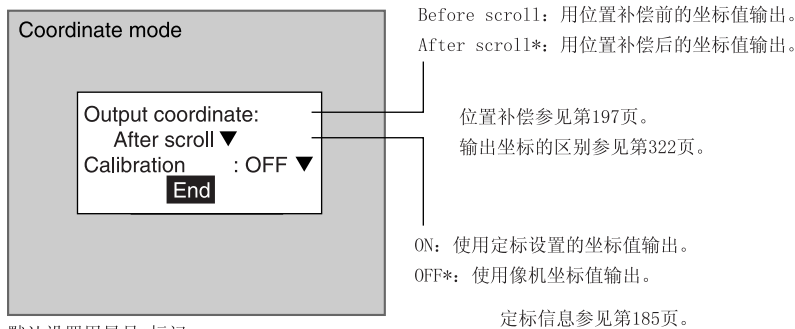 Before scroll：用位置补偿前的坐标值输出。
After scroll*：用位置补偿后的坐标值输出。
Coordinate mode
Output coordinate:
After scroll▼
Calibration : OFF ▼
End
位置补偿参见第197页。
输出坐标的区别参见第322页。
ON：使用定标设置的坐标值输出。
OFF*：使用像机坐标值输出。
定标信息参见第185页。